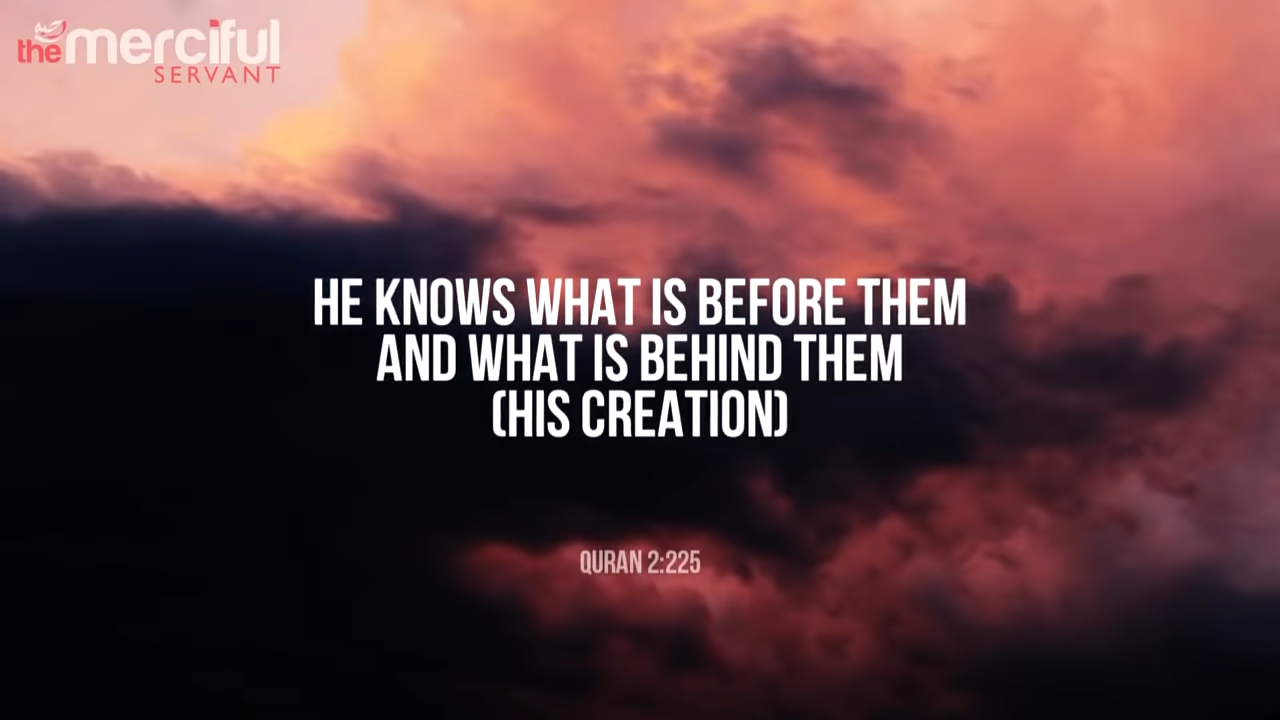 the merciful
SERVANT
HE KNOWS WHAT IS BEFORE THEM
AND WHAT IS BEHIND THEM
(HIS CREATION)
QURAN 2:225